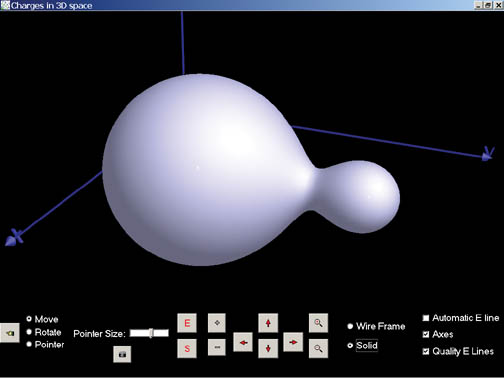 Charges in 3D space
X
Y
Move
Rotate
Pointer
Pointer Size:
E
S
Wire Frame
Solid
Automatic E line
Axes
Quality E Lines